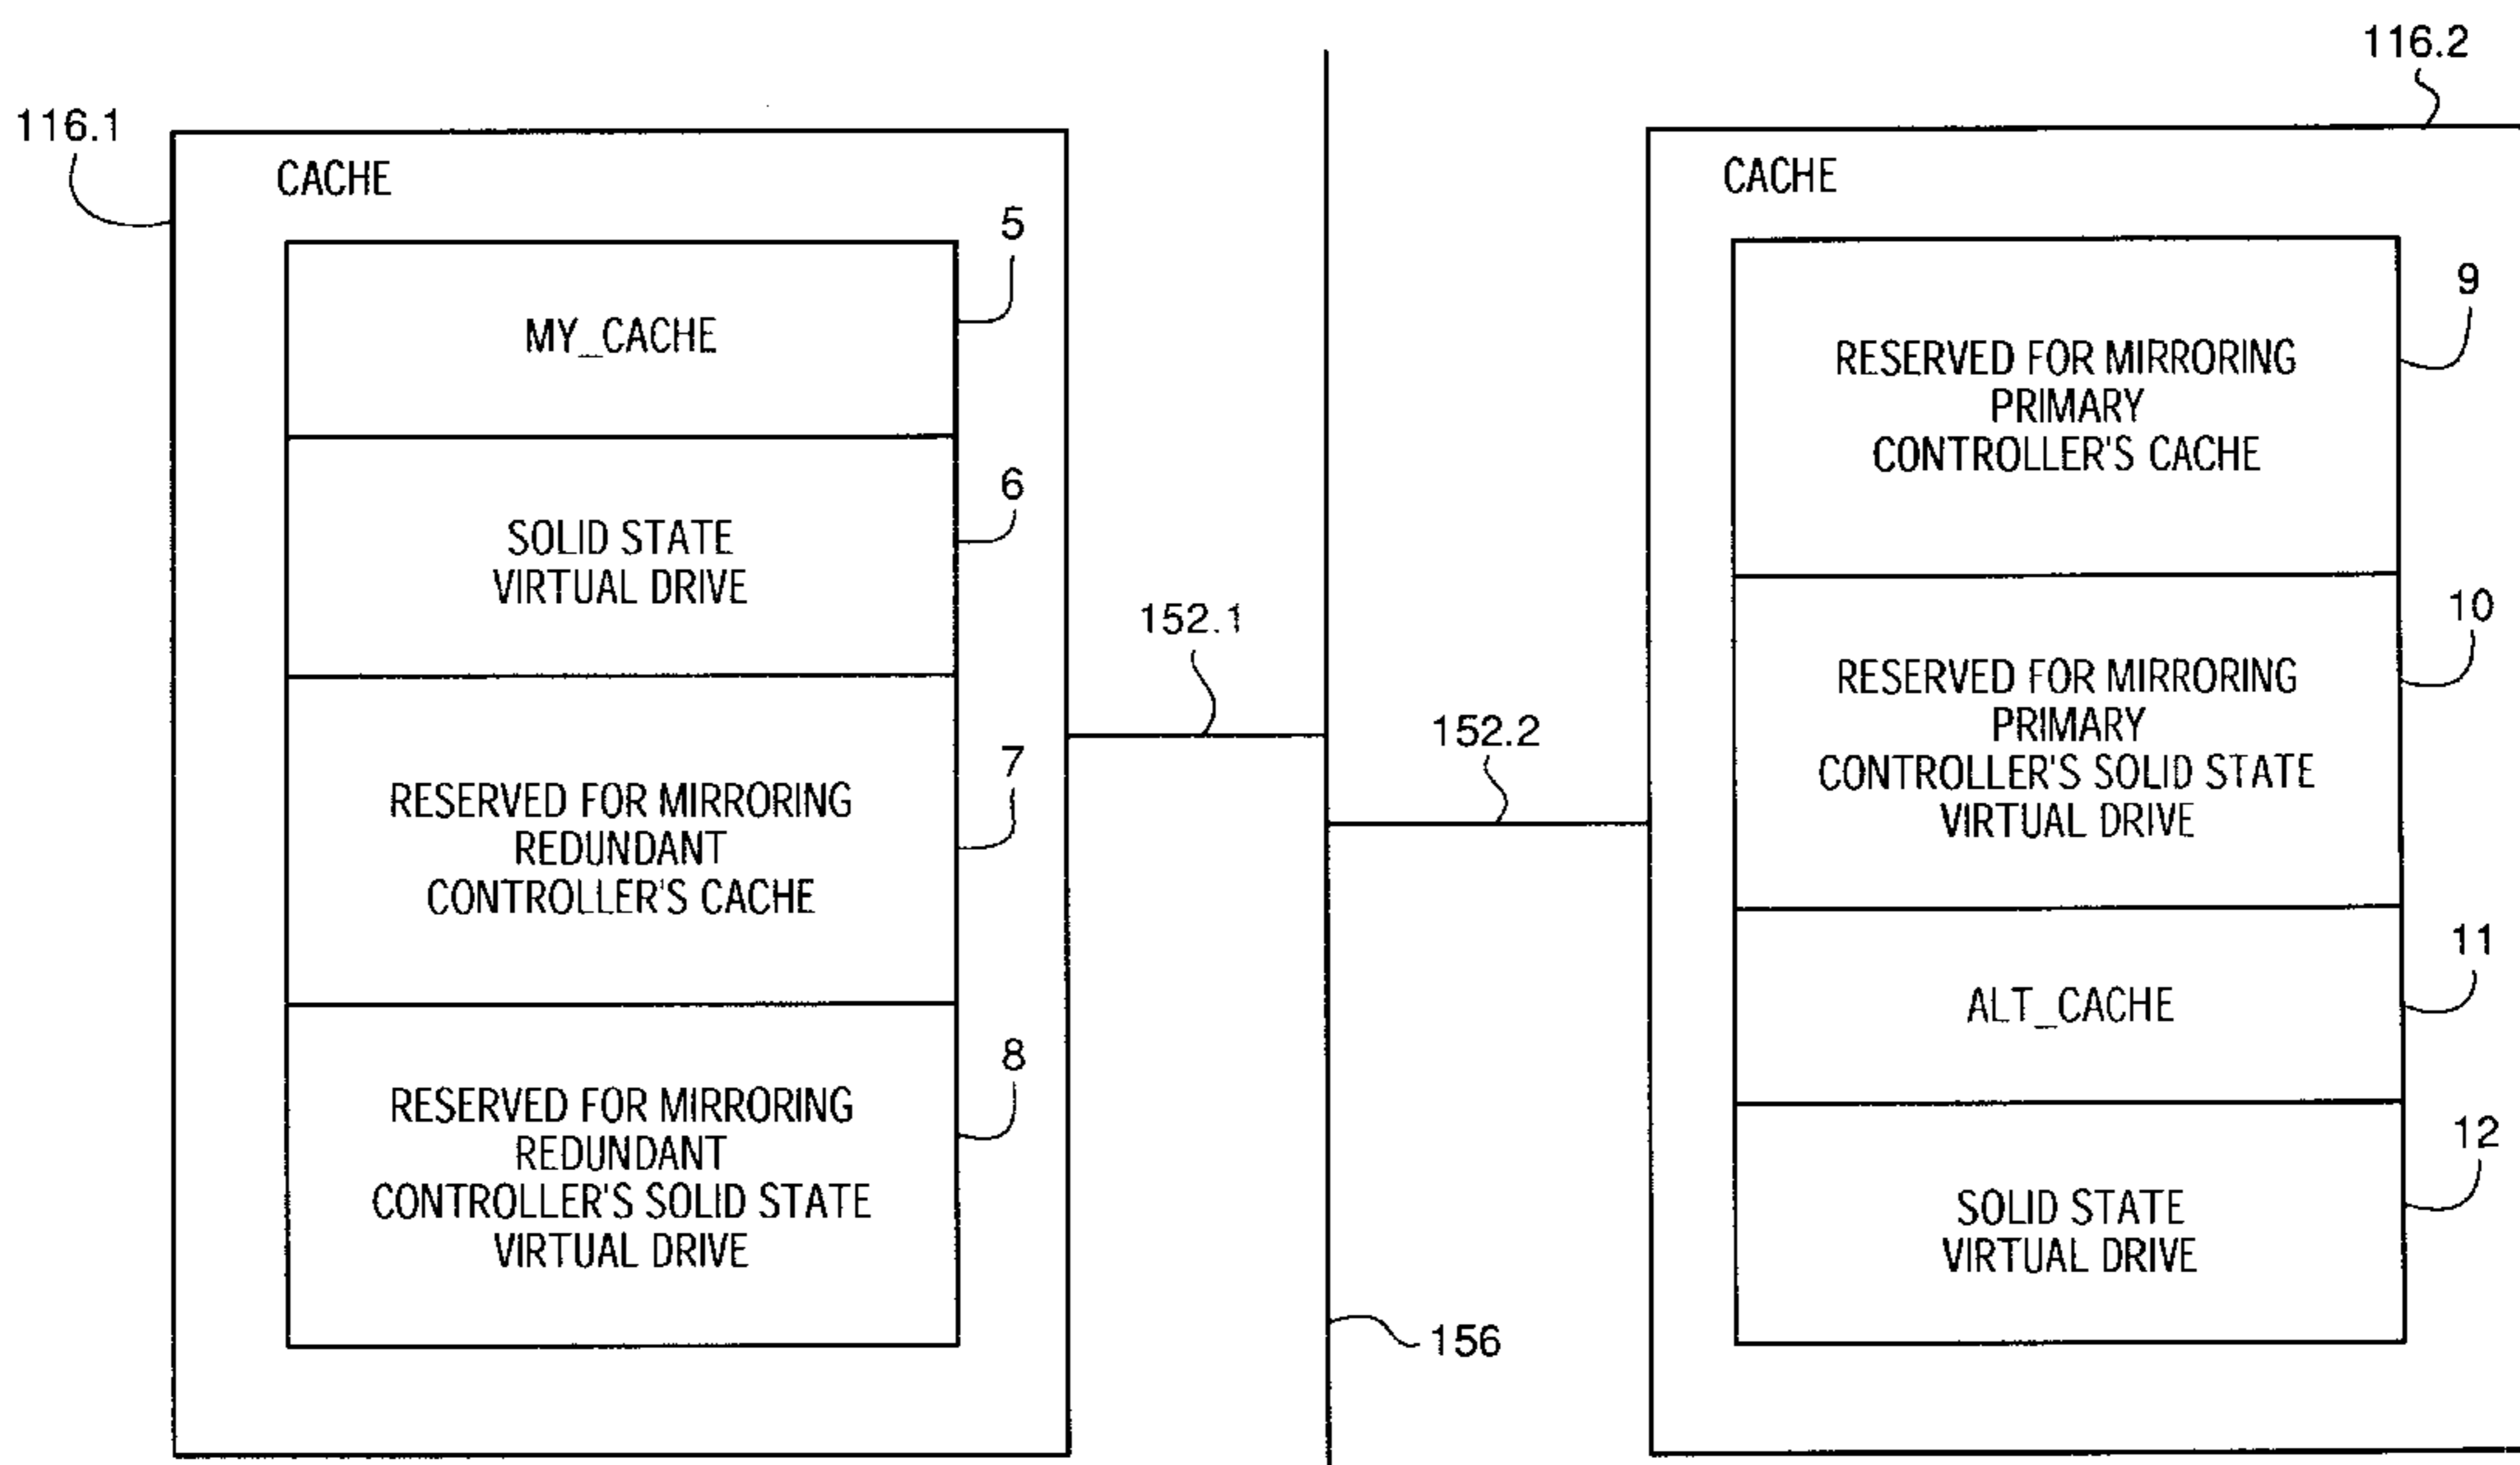 116.1
CACHE
5
MY_CACHE
6
SOLID STATE
VIRTUAL DRIVE
7
RESERVED FOR MIRRORING
REDUNDANT
CONTROLLER'S CACHE
8
RESERVED FOR MIRRORING
REDUNDANT
CONTROLLER'S SOLID STATE
VIRTUAL DRIVE
152.1
152.2
156
116.2
CACHE
9
RESERVED FOR MIRRORING
PRIMARY
CONTROLLER'S CACHE
10
RESERVED FOR MIRRORING
PRIMARY
CONTROLLER'S SOLID STATE
VIRTUAL DRIVE
11
ALT_CACHE
12
SOLID STATE
VIRTUAL DRIVE